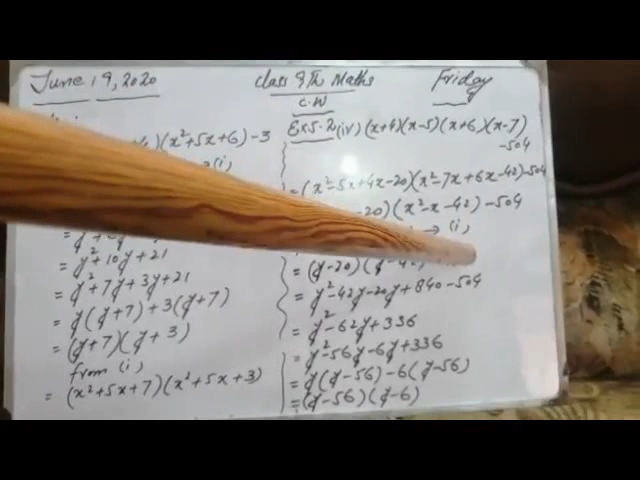 June 19, 2020
Class 9th Maths
Friday
C.W
)(x²+5x+6)-3
(i)
= y²+10y+21
= y²+7y+3y+21
= y(y+7)+3(y+7)
= (y+7)(y+3)
from (i)
= (x²+5x+7)(x²+5x+3)
Ex 5.2 (iv) (x+4)(x-5)(x+6)(x-7)
-504
= (x²-5x+4x-20)(x²-7x+6x-42)-504
-20)(x²-x-42)-504
→ (i)
= (y-20)(y-42)
= y²-42y-20y+840-504
= y²-62y+336
= y²-56y-6y+336
= y(y-56)-6(y-56)
= (y-56)(y-6)